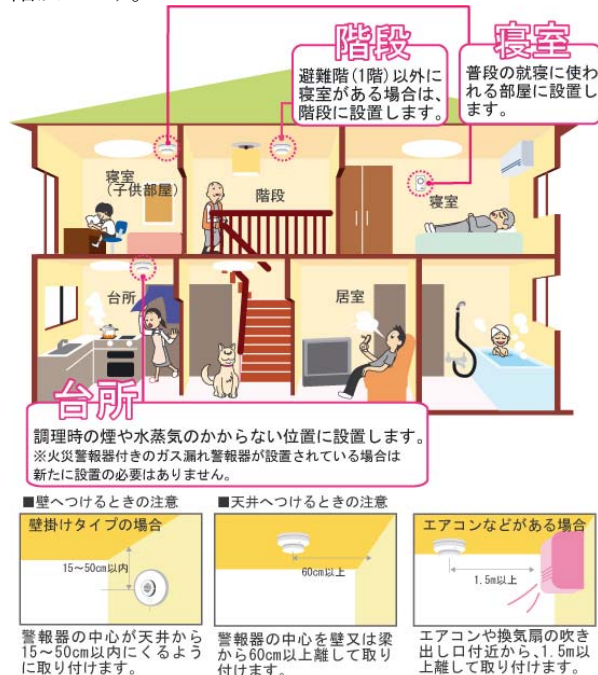 階段
避難階(1階)以外に
寝室がある場合は、
階段に設置します。
寝室
普段の就寝に使わ
れる部屋に設置し
ます。
寝室
(子供部屋)
階段
寝室
台所
居室
台所
調理時の煙や水蒸気のかからない位置に設置します。
※火災警報器付きのガス漏れ警報器が設置されている場合は
新たに設置の必要はありません。
■壁へつけるときの注意
壁掛けタイプの場合
15～50cm以内
警報器の中心が天井から
15～50cm以内にくるよう
に取り付けます。
■天井へつけるときの注意
60cm以上
警報器の中心を壁又は梁
から60cm以上離して取り
付けます。
エアコンなどがある場合
1.5m以上
エアコンや換気扇の吹き
出し口付近から、1.5m以
上離して取り付けます。